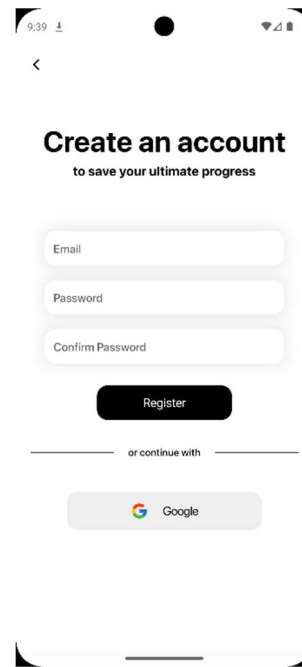 9:39
Create an account
to save your ultimate progress
Email
Password
Confirm Password
Register
or continue with
Google